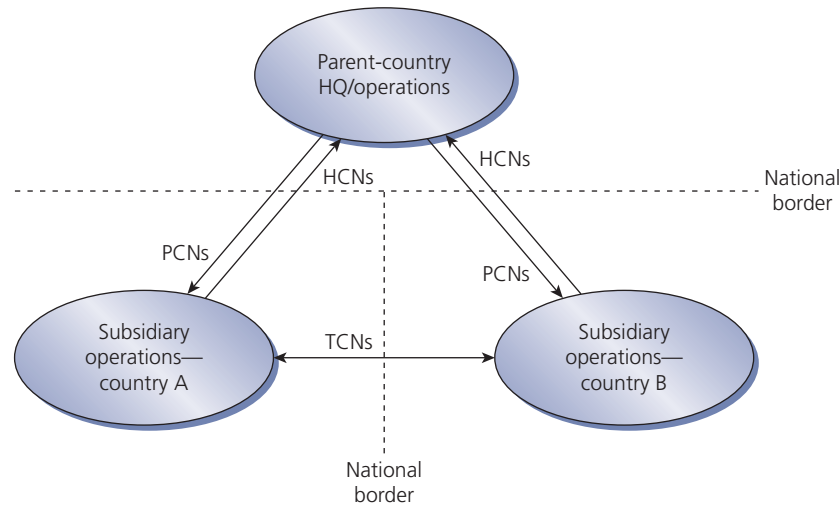 Parent-country
HQ/operations
HCNs
HCNs
National
border
PCNs
PCNs
Subsidiary
operations—
country A
TCNs
Subsidiary
operations—
country B
National
border